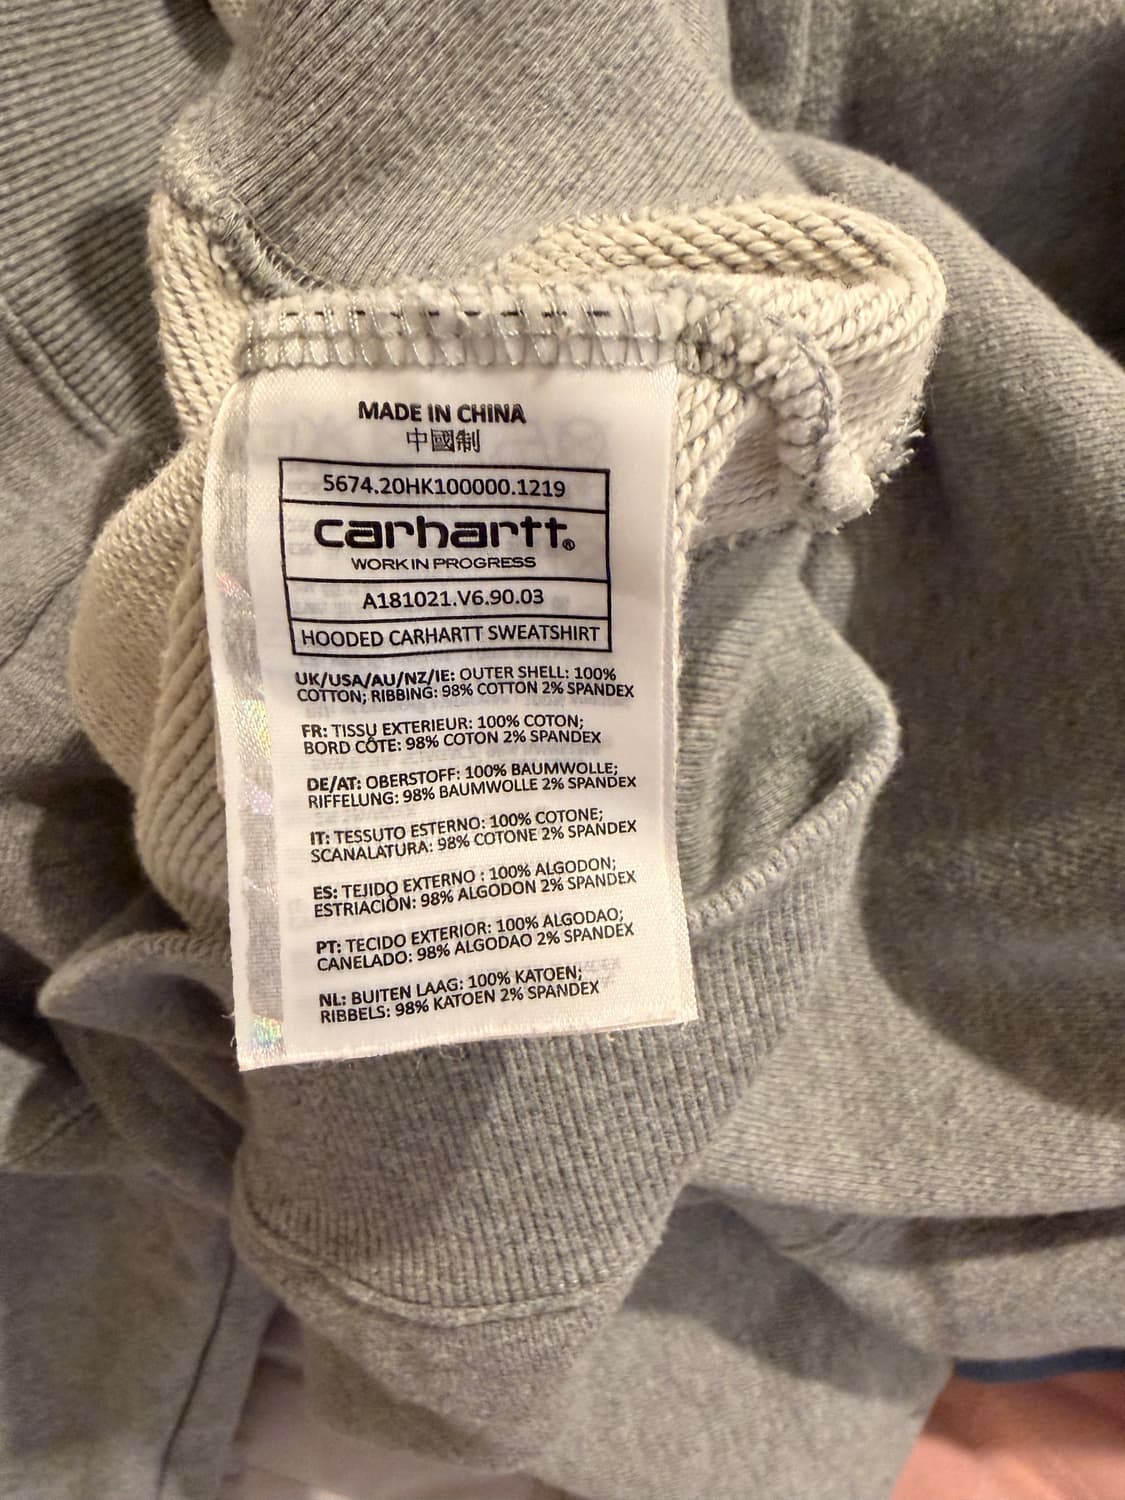 MADE IN CHINA
中國制
5674.20HK100000.1219
carhartt®
WORK IN PROGRESS
A181021.V6.90.03
HOODED CARHARTT SWEATSHIRT
UK/USA/AU/NZ/IE: OUTER SHELL: 100%
COTTON; RIBBING: 98% COTTON 2% SPANDEX
FR: TISSU EXTERIEUR: 100% COTON;
BORD CÔTE: 98% COTON 2% SPANDEX
DE/AT: OBERSTOFF: 100% BAUMWOLLE;
RIFFELUNG: 98% BAUMWOLLE 2% SPANDEX
IT: TESSUTO ESTERNO: 100% COTONE;
SCANALATURA: 98% COTONE 2% SPANDEX
ES: TEJIDO EXTERNO : 100% ALGODON;
ESTRIACIÒN: 98% ALGODON 2% SPANDEX
PT: TECIDO EXTERIOR: 100% ALGODAO;
CANELADO: 98% ALGODAO 2% SPANDEX
NL: BUITEN LAAG: 100% KATOEN;
RIBBELS: 98% KATOEN 2% SPANDEX